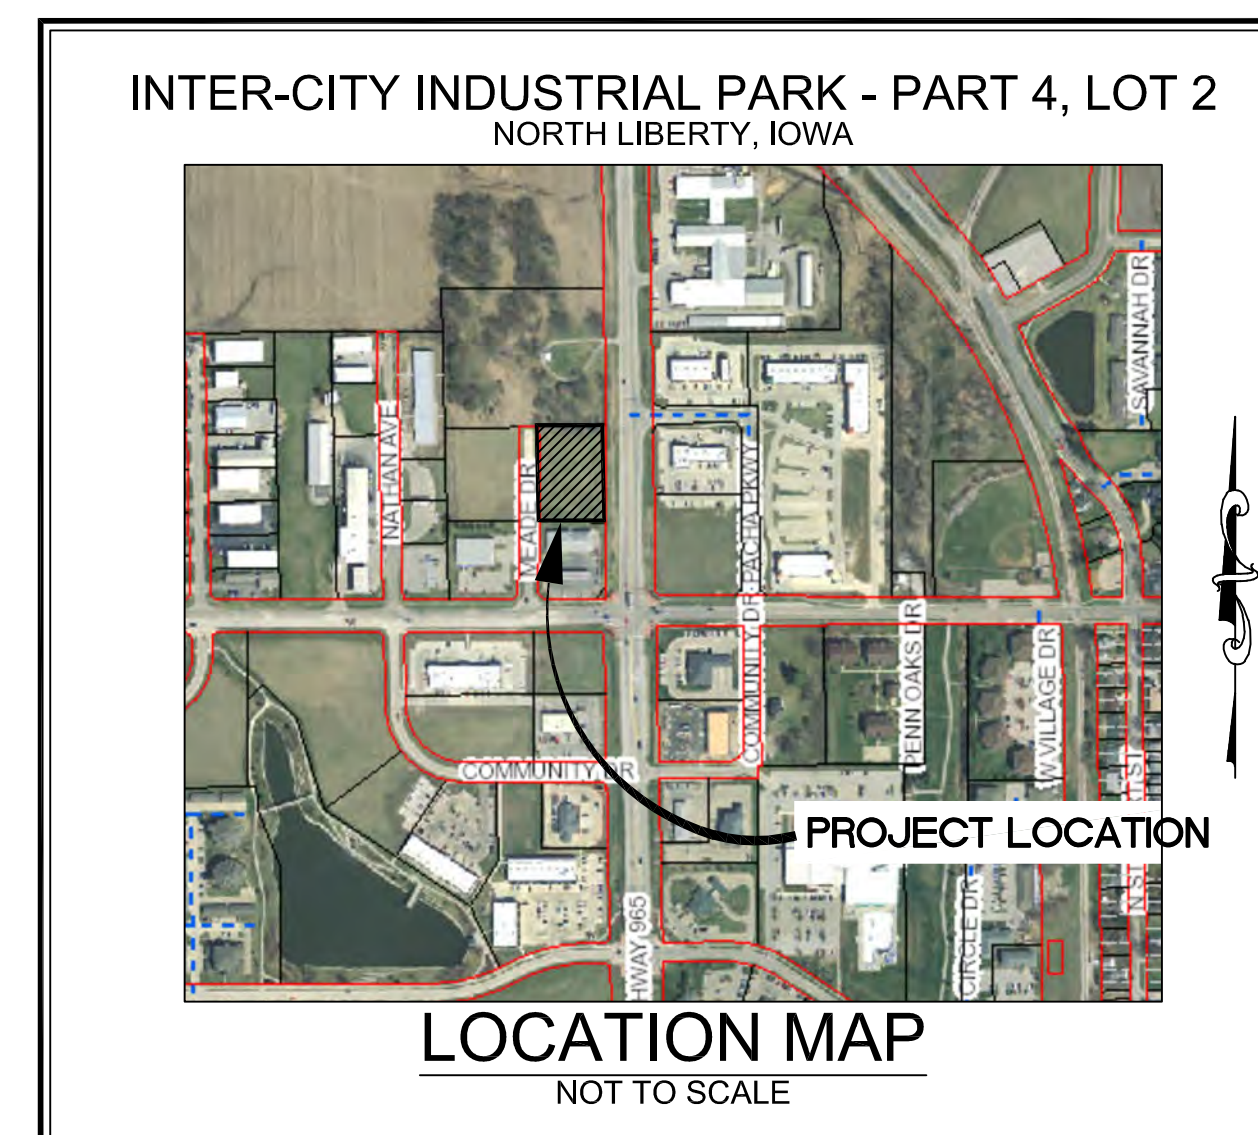 INTER-CITY INDUSTRIAL PARK - PART 4, LOT 2
NORTH LIBERTY, IOWA
SAVANNAH DR
NATHAN AVE
MEADE DR
PACHA PKWY
COMMUNITY DR
PENN OAKS DR
W VILLAGE DR
COMMUNITY DR
PROJECT LOCATION
HWAY 965
CIRCLE DR
LOCATION MAP
NOT TO SCALE